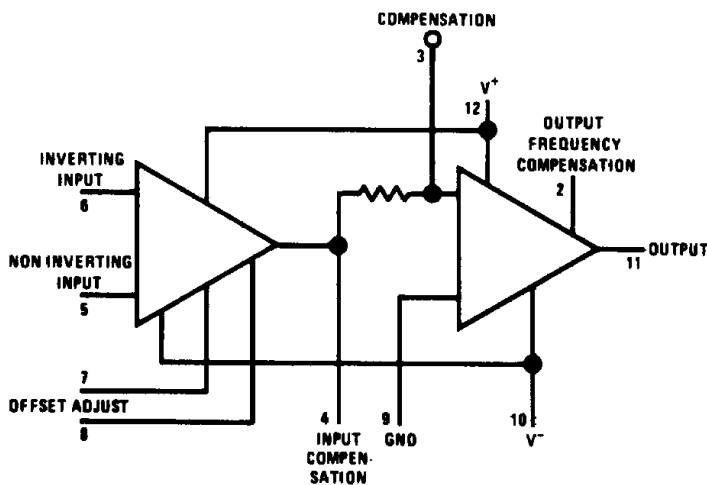 COMPENSATION
3
V+
12
OUTPUT
FREQUENCY
COMPENSATION
2
INVERTING
INPUT
6
NON INVERTING
INPUT
5
OUTPUT
11
7
OFFSET ADJUST
8
4
INPUT
COMPEN-
SATION
9
GND
10
V-